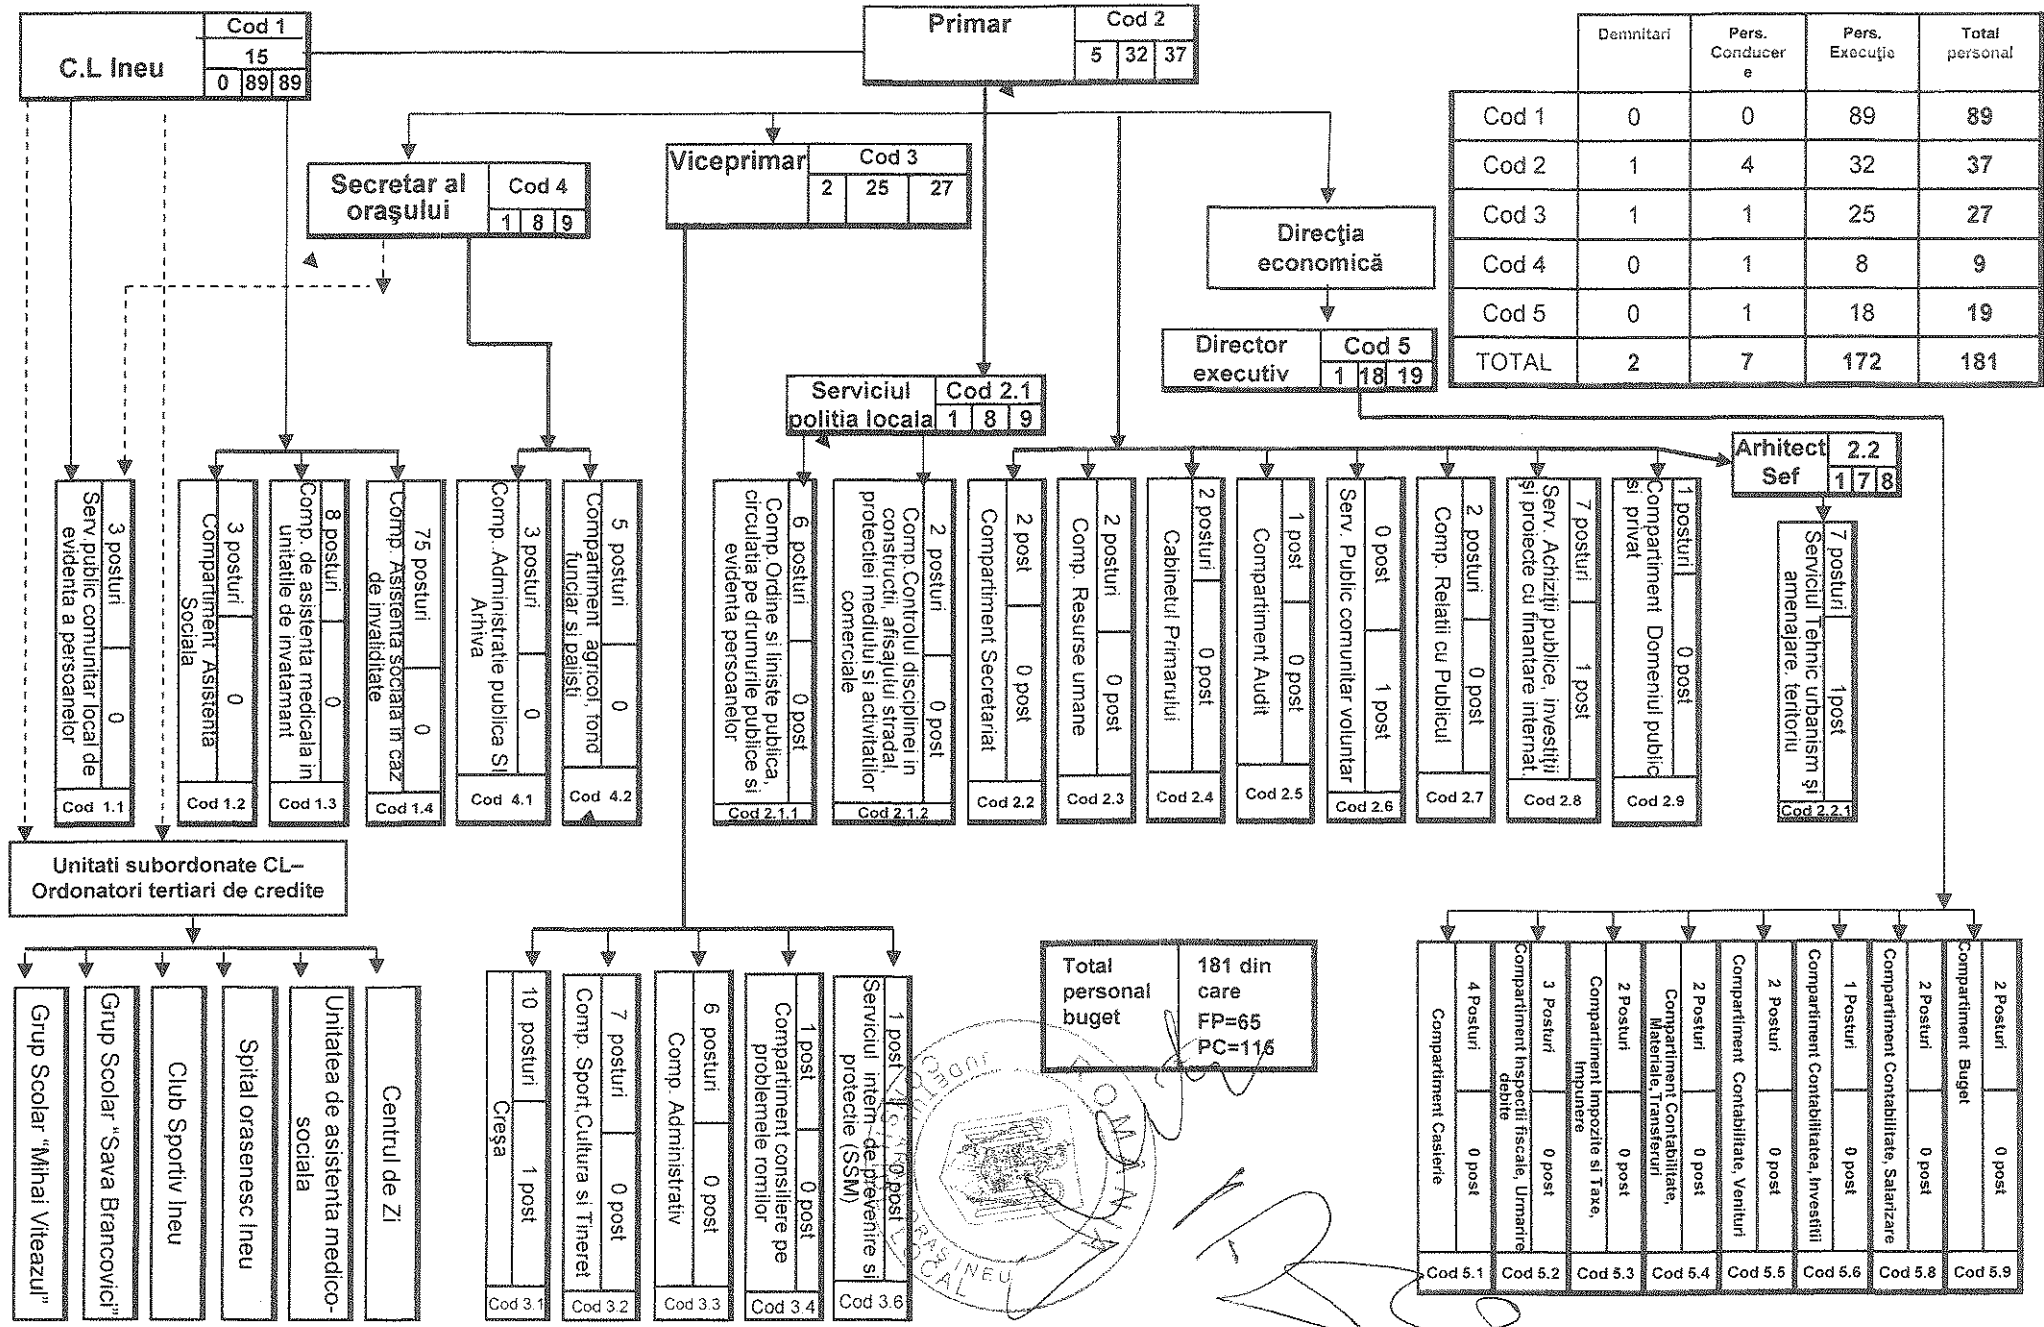 C.L Ineu
Cod 1
15
0 89 89
Primar
Cod 2
5 32 37
Demnitari Pers. Conducer e Pers. Execuţie Total personal
Cod 1 0 0 89 89
Cod 2 1 4 32 37
Cod 3 1 1 25 27
Cod 4 0 1 8 9
Cod 5 0 1 18 19
TOTAL 2 7 172 181
Secretar al
oraşului
Cod 4
1 8 9
Viceprimar
Cod 3
2 25 27
Direcţia
economică
Director
executiv
Cod 5
1 18 19
Serviciul
politia locala
Cod 2.1
1 8 9
Arhitect
Sef
2.2
1 7 8
3 posturi 0
Serv.public comunitar local de
evidenta a persoanelor
Cod 1.1
3 posturi 0
Compartiment Asistenta
Sociala
Cod 1.2
8 posturi 0
Comp. de asistenta medicala in
unitatile de invatamant
Cod 1.3
75 posturi 0
Comp. Asistenta sociala in caz
de invaliditate
Cod 1.4
3 posturi 0
Comp. Administratie publica SI
Arhiva
Cod 4.1
5 posturi 0
Compartiment agricol, fond
funciar si pajisti
Cod 4.2
6 posturi 0 post
Comp.Ordine si liniste publica,
circulatia pe drumurile publice si
evidenta persoanelor
Cod 2.1.1
2 posturi 0 post
Comp.Controlul disciplinei in
constructii, afisajului stradal,
protectiei mediului si activitatilor
comerciale
Cod 2.1.2
2 post 0 post
Compartiment Secretariat
Cod 2.2
2 posturi 0 post
Comp. Resurse umane
Cod 2.3
2 posturi 0 post
Cabinetul Primarului
Cod 2.4
1 post 0 post
Compartiment Audit
Cod 2.5
0 post 1 post
Serv. Public comunitar voluntar
Cod 2.6
2 posturi 0 post
Comp. Relatii cu Publicul
Cod 2.7
7 posturi 1 post
Serv. Achiziţii publice, investiţii
şi proiecte cu finantare internat.
Cod 2.8
1 posturi 0 post
Compartiment Domeniul public
si privat
Cod 2.9
7 posturi 1post
Serviciul Tehnic urbanism şi
amenajare. teritoriu
Cod 2.2.1
Unitati subordonate CL–
Ordonatori tertiari de credite
Grup Scolar "Mihai Viteazul"
Grup Scolar "Sava Brancovici"
Club Sportiv Ineu
Spital orasenesc Ineu
Unitatea de asistenta medico-
sociala
Centrul de Zi
10 posturi 1 post
Creşa
Cod 3.1
7 posturi 0 post
Comp. Sport,Cultura si Tineret
Cod 3.2
6 posturi 0 post
Comp. Administrativ
Cod 3.3
1 post 0 post
Compartiment consiliere pe
problemele romilor
Cod 3.4
1 post 0 post
Serviciul intern de prevenire si
protectie (SSM)
Cod 3.6
Total
personal
buget
181 din
care
FP=65
PC=116
ROMÂNIA
ORAŞ INEU
4 Posturi 0 post
Compartiment Casierie
Cod 5.1
3 Posturi 0 post
Compartiment Inspectii fiscale, Urmarire
debite
Cod 5.2
2 Posturi 0 post
Compartiment Impozite si Taxe,
Impunere
Cod 5.3
2 Posturi 0 post
Compartiment Contabilitate,
Materiale,Transferuri
Cod 5.4
2 Posturi 0 post
Compartiment Contabilitate, Venituri
Cod 5.5
1 Posturi 0 post
Compartiment Contabilitatea, Investitii
Cod 5.6
2 Posturi 0 post
Compartiment Contabilitate, Salarizare
Cod 5.8
2 Posturi 0 post
Compartiment Buget
Cod 5.9